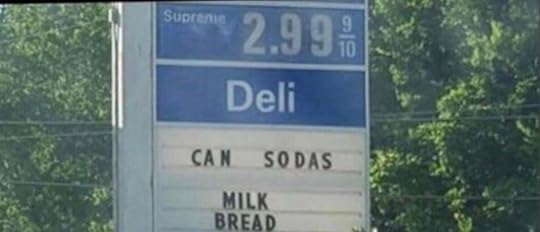 Supreme 2.99 9/10
Deli
CAN SODAS
MILK
BREAD